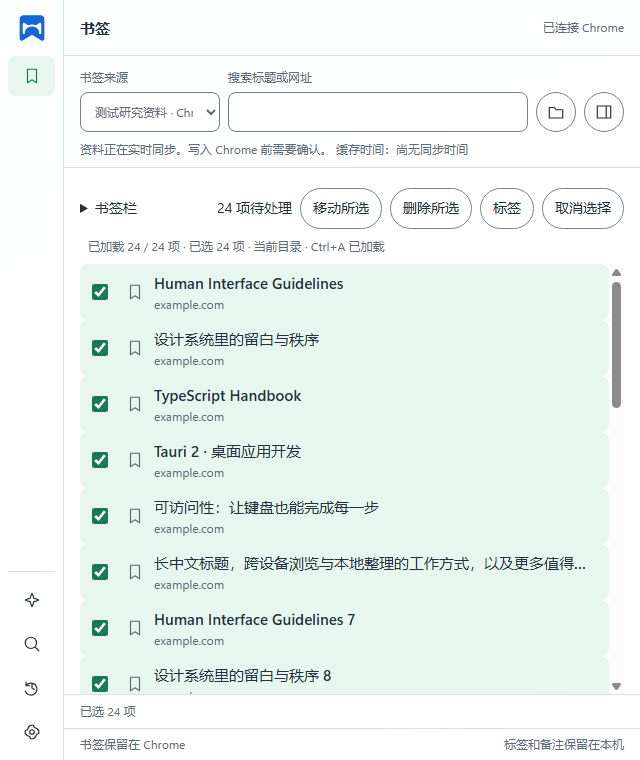 书签
已连接 Chrome
书签来源
搜索标题或网址
测试研究资料 · Chr
资料正在实时同步。写入 Chrome 前需要确认。 缓存时间：尚无同步时间
书签栏
24 项待处理
移动所选
删除所选
标签
取消选择
已加载 24 / 24 项 · 已选 24 项 · 当前目录 · Ctrl+A 已加载
Human Interface Guidelines
example.com
设计系统里的留白与秩序
example.com
TypeScript Handbook
example.com
Tauri 2 · 桌面应用开发
example.com
可访问性：让键盘也能完成每一步
example.com
长中文标题，跨设备浏览与本地整理的工作方式，以及更多值得...
example.com
Human Interface Guidelines 7
example.com
设计系统里的留白与秩序 8
已选 24 项
书签保留在 Chrome
标签和备注保留在本机